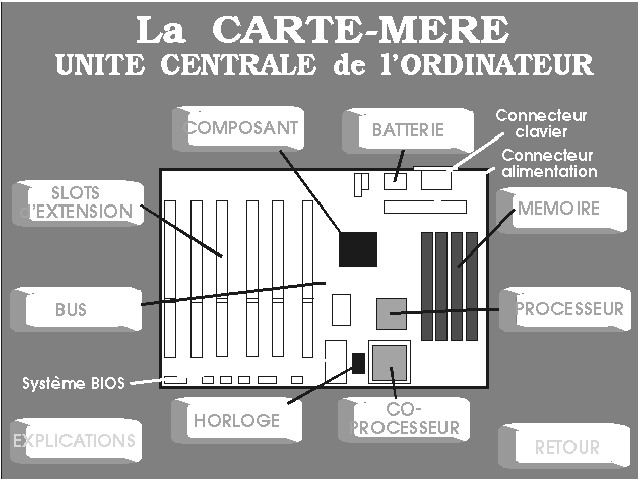 La CARTE-MERE
UNITE CENTRALE de l'ORDINATEUR
COMPOSANT
BATTERIE
Connecteur
clavier
Connecteur
alimentation
SLOTS
d'EXTENSION
MEMOIRE
BUS
PROCESSEUR
Système BIOS
HORLOGE
CO-
PROCESSEUR
EXPLICATIONS
RETOUR